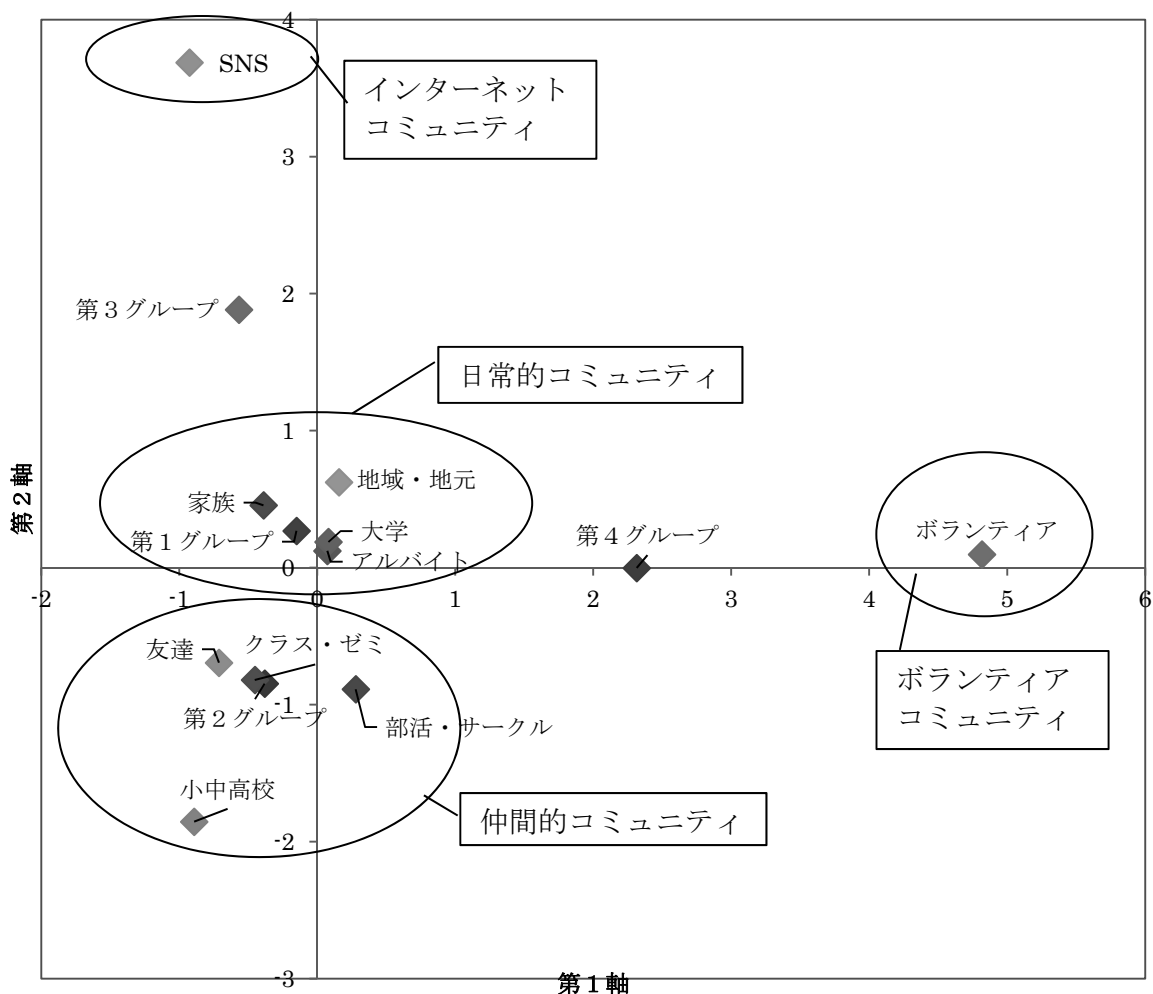 4
SNS
インターネット
コミュニティ
3
第３グループ
2
日常的コミュニティ
1
地域・地元
家族
第１グループ
大学
アルバイト
第４グループ
ボランティア
0
-2
-1
0
1
2
3
4
5
6
友達
クラス・ゼミ
第２グループ
-1
部活・サークル
ボランティア
コミュニティ
小中高校
仲間的コミュニティ
-2
-3
第２軸
第１軸